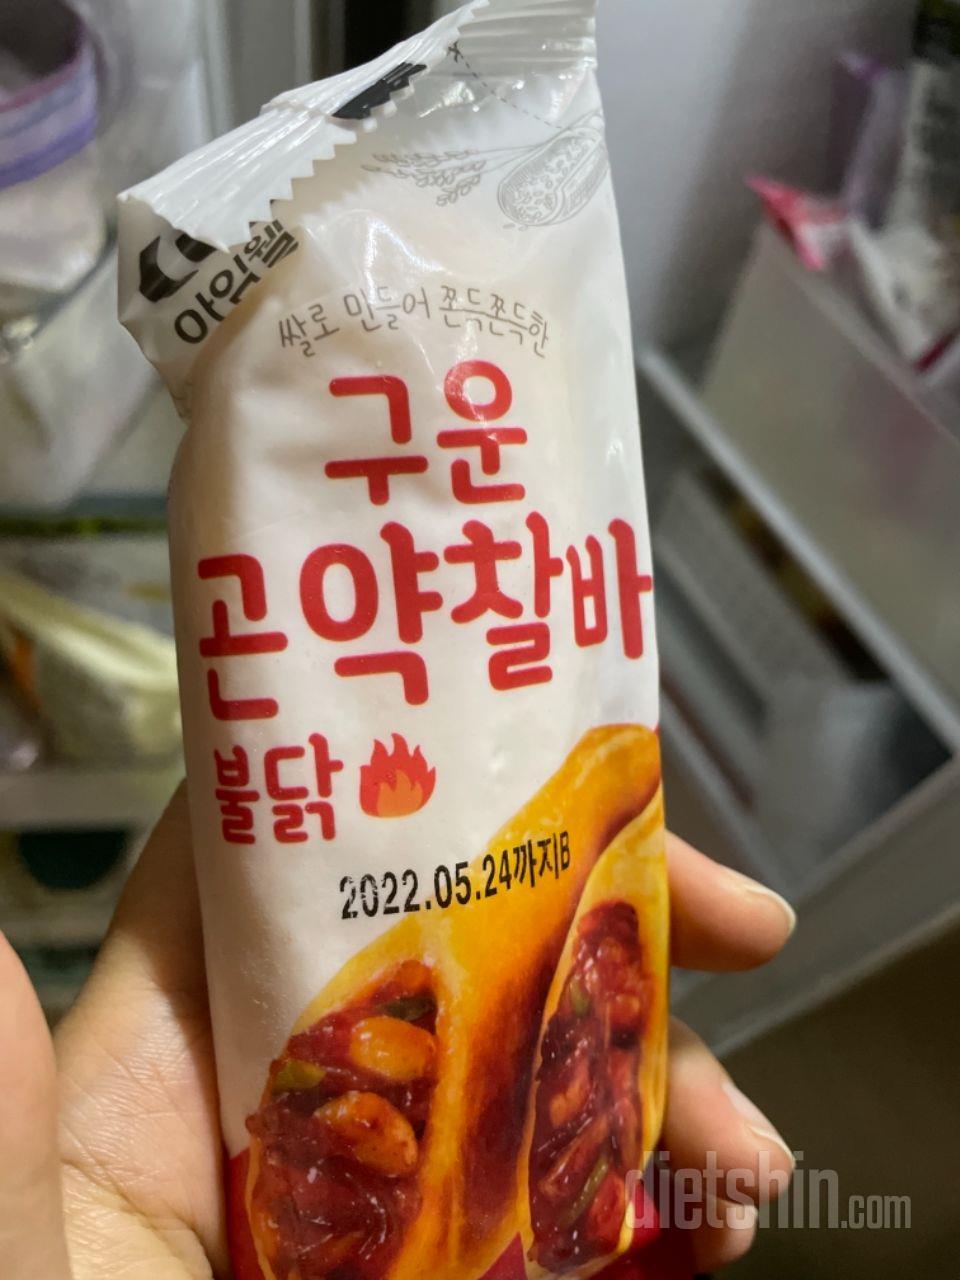 아임웰
쌀로 만들어 쫀득쫀득한
구운
곤약찰바
불닭
2022.05.24까지B
dietshin.com